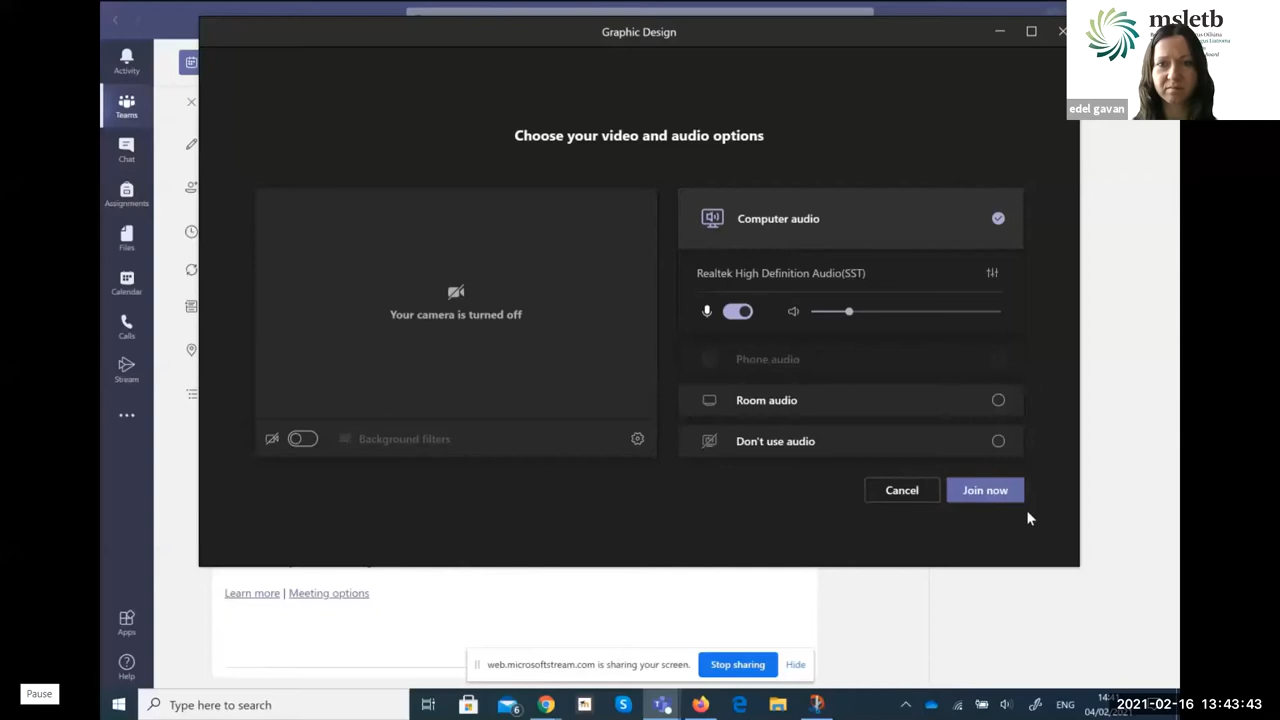 Graphic Design
msletb
edel gavan
Activity
Teams
Chat
Assignments
Files
Calendar
Calls
Stream
Apps
Help
Choose your video and audio options
Your camera is turned off
Background filters
Computer audio
Realtek High Definition Audio(SST)
Phone audio
Room audio
Don't use audio
Cancel
Join now
Learn more | Meeting options
web.microsoftstream.com is sharing your screen.
Stop sharing
Hide
Pause
Type here to search
6
ENG
14:41
04/02/2021
2021-02-16 13:43:43